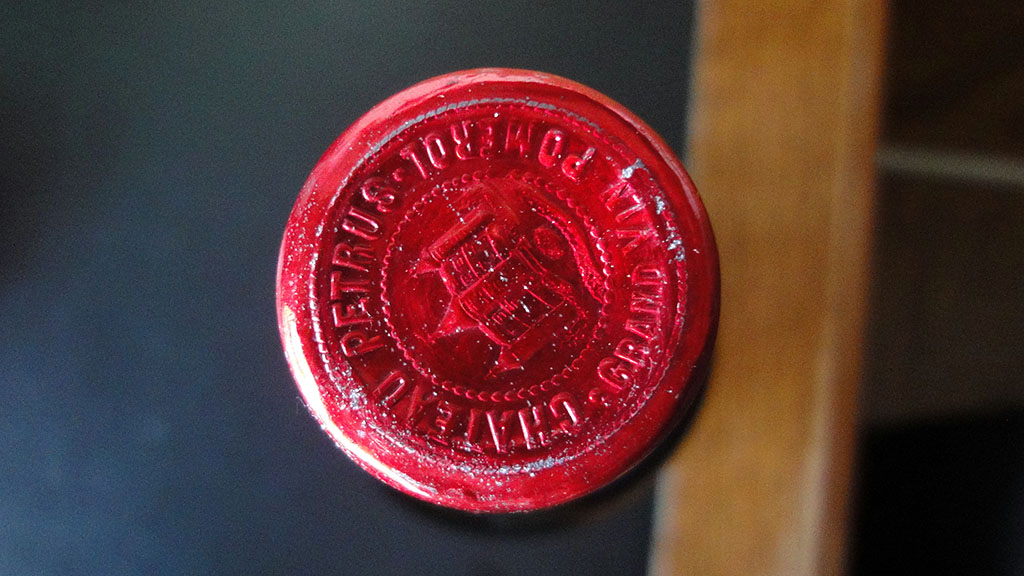 CHATEAU PETRUS · POMEROL
GRAND VIN